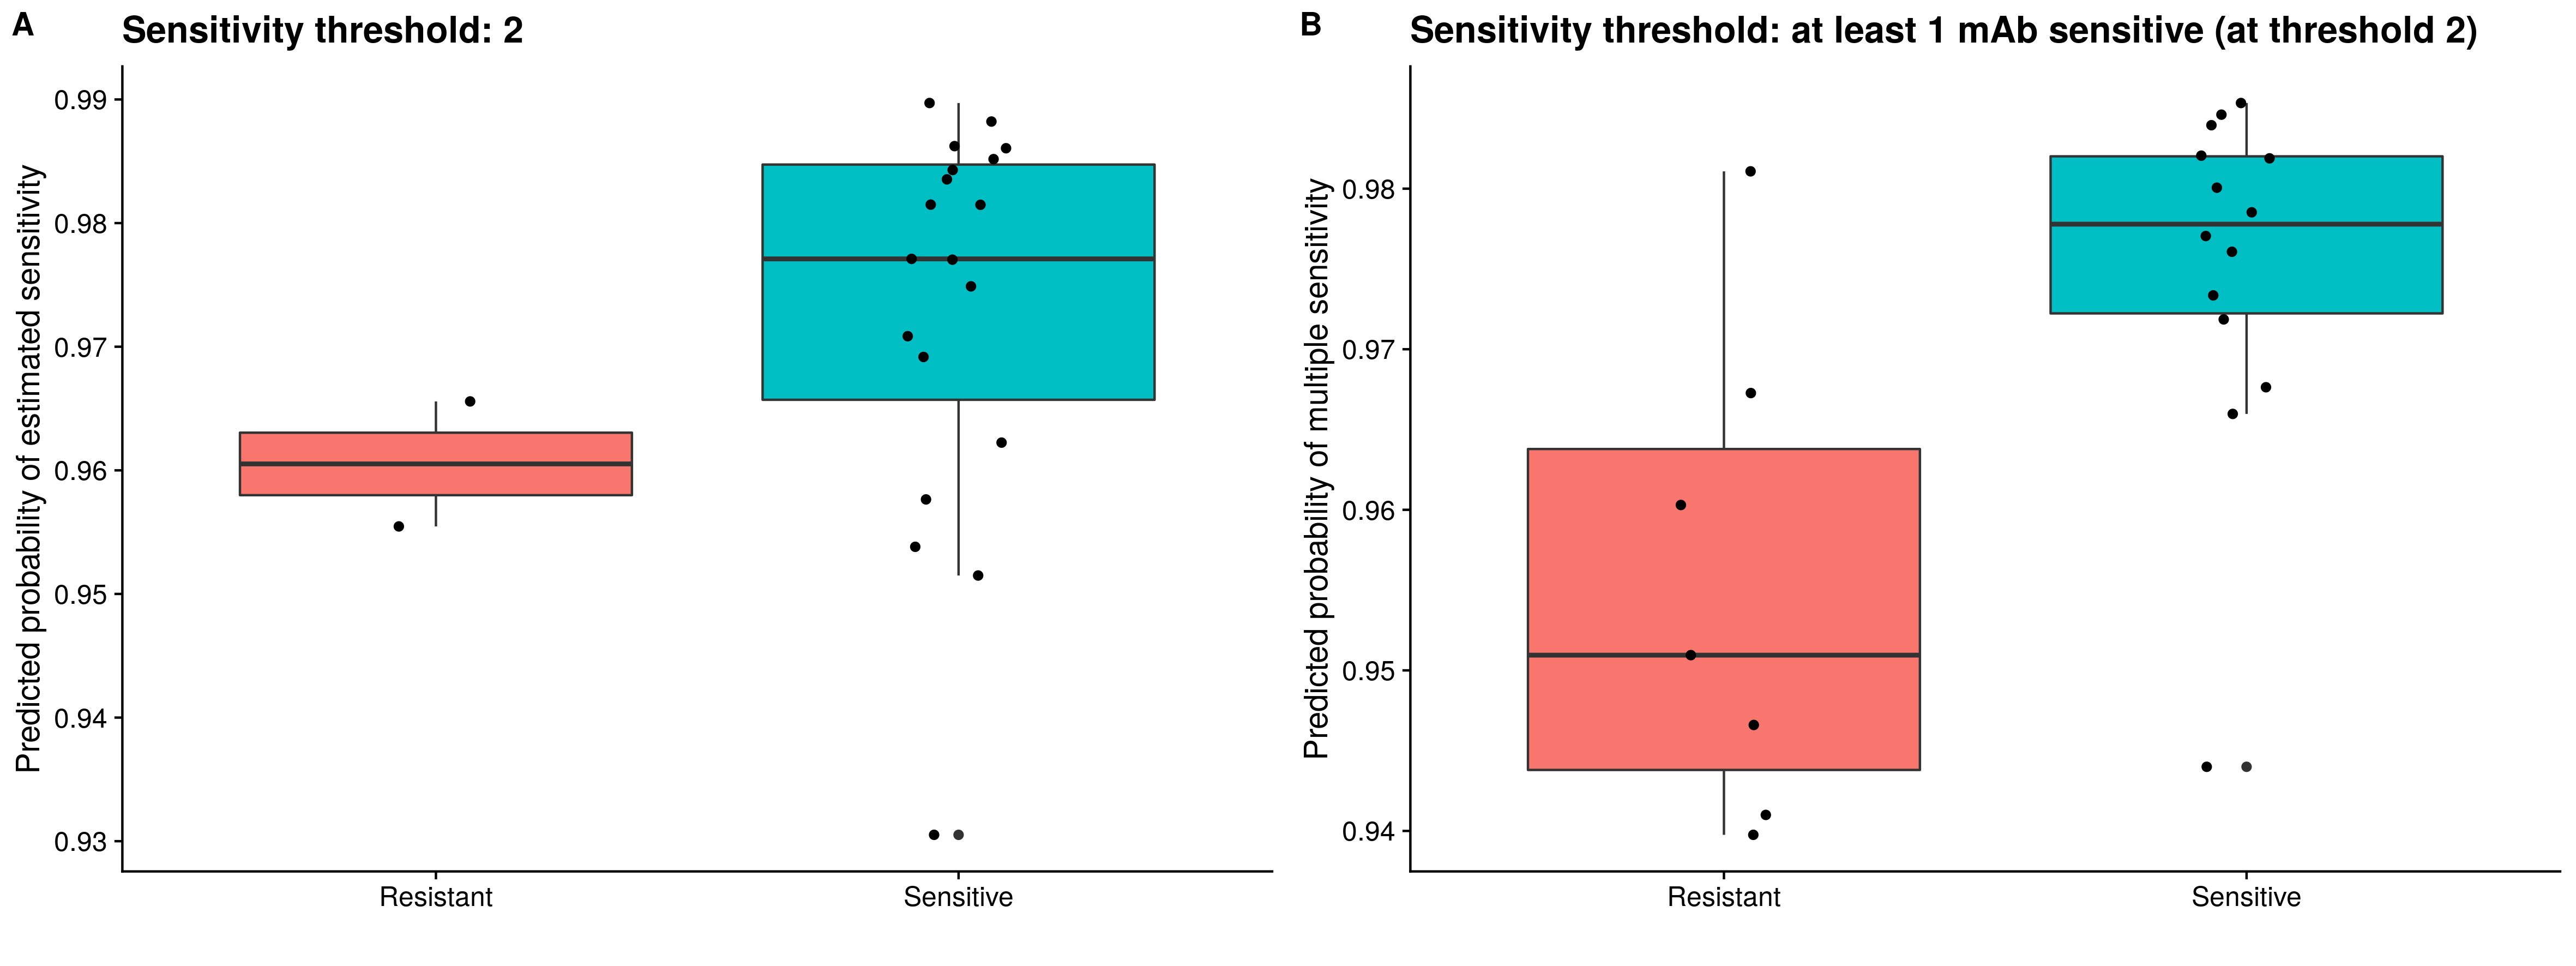 A
Sensitivity threshold: 2
Predicted probability of estimated sensitivity
0.99
0.98
0.97
0.96
0.95
0.94
0.93
Resistant
Sensitive
B
Sensitivity threshold: at least 1 mAb sensitive (at threshold 2)
Predicted probability of multiple sensitivity
0.98
0.97
0.96
0.95
0.94
Resistant
Sensitive